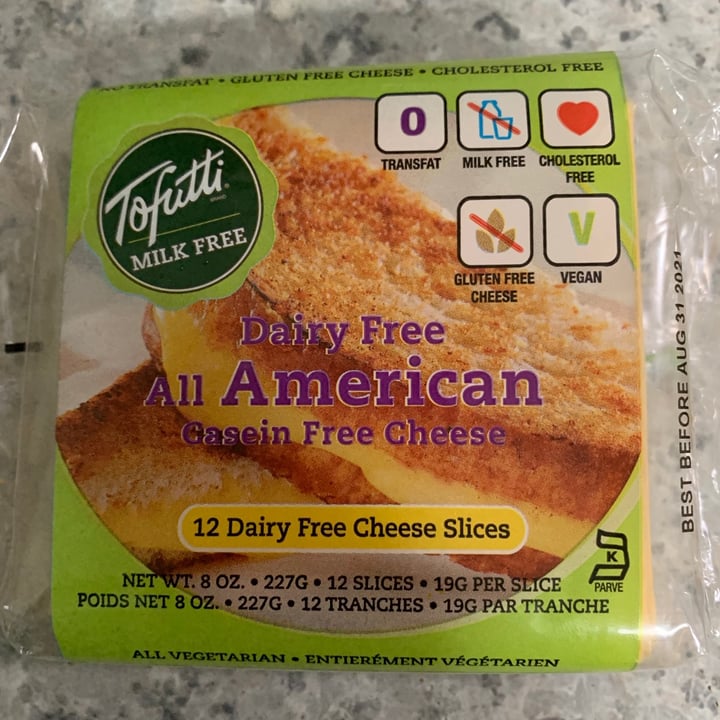 NO TRANSFAT • GLUTEN FREE CHEESE • CHOLESTEROL FREE
Tofutti®
BRAND
MILK FREE
0
TRANSFAT
MILK FREE
CHOLESTEROL
FREE
GLUTEN FREE
CHEESE
V
VEGAN
Dairy Free
All American
Casein Free Cheese
12 Dairy Free Cheese Slices
NET WT. 8 OZ. • 227G • 12 SLICES • 19G PER SLICE
POIDS NET 8 OZ. • 227G • 12 TRANCHES • 19G PAR TRANCHE
K
PARVE
ALL VEGETARIAN • ENTIERÉMENT VÉGÉTARIEN
BEST BEFORE AUG 31 2021